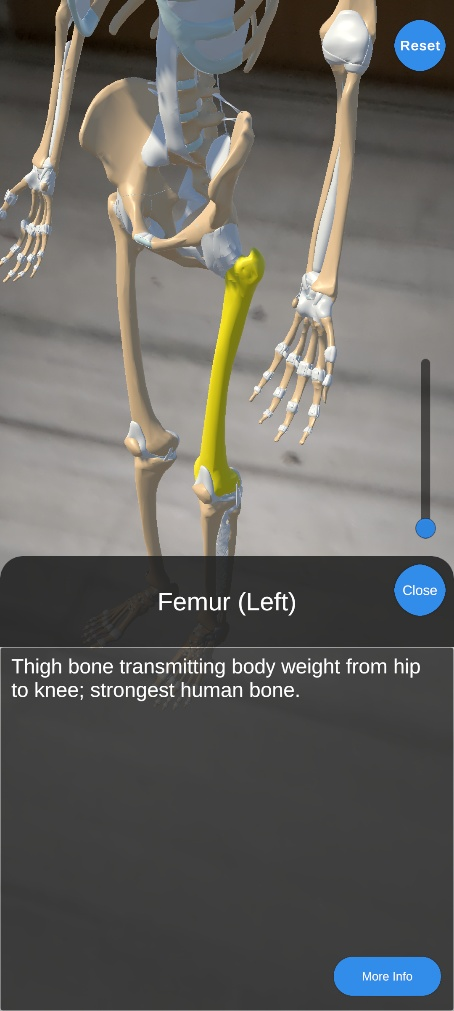 Reset
Femur (Left)
Close
Thigh bone transmitting body weight from hip
to knee; strongest human bone.
More Info